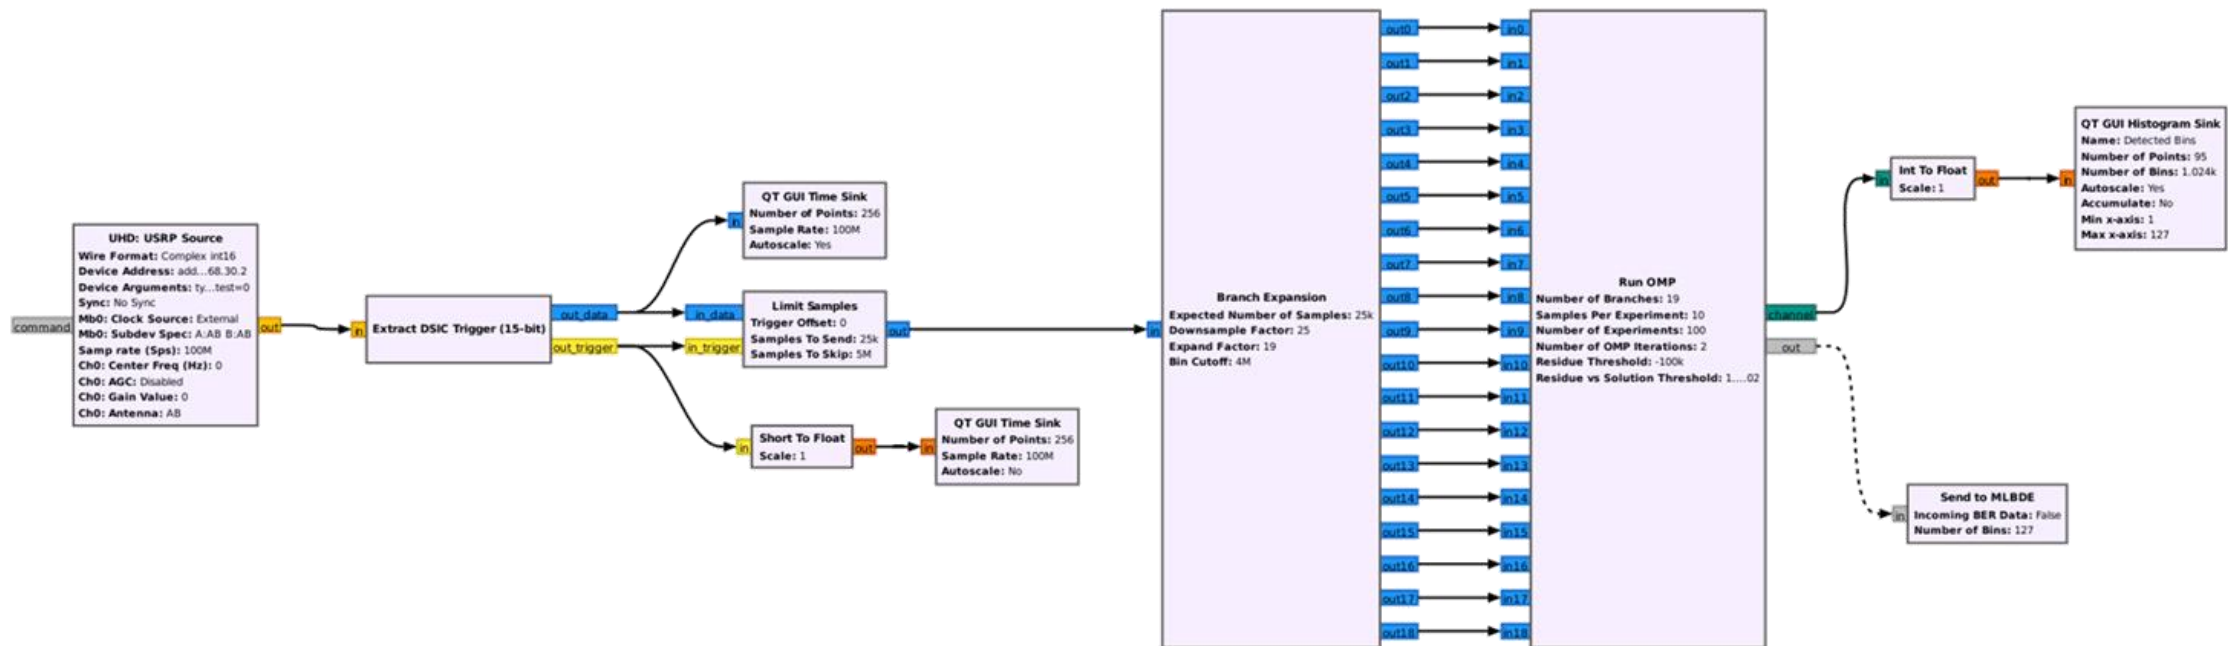 command
UHD: USRP Source
Wire Format: Complex int16
Device Address: add...68.30.2
Device Arguments: ty...test=0
Sync: No Sync
Mb0: Clock Source: External
Mb0: Subdev Spec: A:AB B:AB
Samp rate (Sps): 100M
Ch0: Center Freq (Hz): 0
Ch0: AGC: Disabled
Ch0: Gain Value: 0
Ch0: Antenna: AB
out
in
Extract DSIC Trigger (15-bit)
out_data
out_trigger
in
QT GUI Time Sink
Number of Points: 256
Sample Rate: 100M
Autoscale: Yes
in_data
in_trigger
Limit Samples
Trigger Offset: 0
Samples To Send: 25k
Samples To Skip: 5M
out
in
Short To Float
Scale: 1
out
in
QT GUI Time Sink
Number of Points: 256
Sample Rate: 100M
Autoscale: No
in
Branch Expansion
Expected Number of Samples: 25k
Downsample Factor: 25
Expand Factor: 19
Bin Cutoff: 4M
out0
out1
out2
out3
out4
out5
out6
out7
out8
out9
out10
out11
out12
out13
out14
out15
out16
out17
out18
in0
in1
in2
in3
in4
in5
in6
in7
in8
in9
in10
in11
in12
in13
in14
in15
in16
in17
in18
Run OMP
Number of Branches: 19
Samples Per Experiment: 10
Number of Experiments: 100
Number of OMP Iterations: 2
Residue Threshold: -100k
Residue vs Solution Threshold: 1....02
channel
out
in
Int To Float
Scale: 1
out
in
QT GUI Histogram Sink
Name: Detected Bins
Number of Points: 95
Number of Bins: 1.024k
Autoscale: Yes
Accumulate: No
Min x-axis: 1
Max x-axis: 127
in
Send to MLBDE
Incoming BER Data: False
Number of Bins: 127